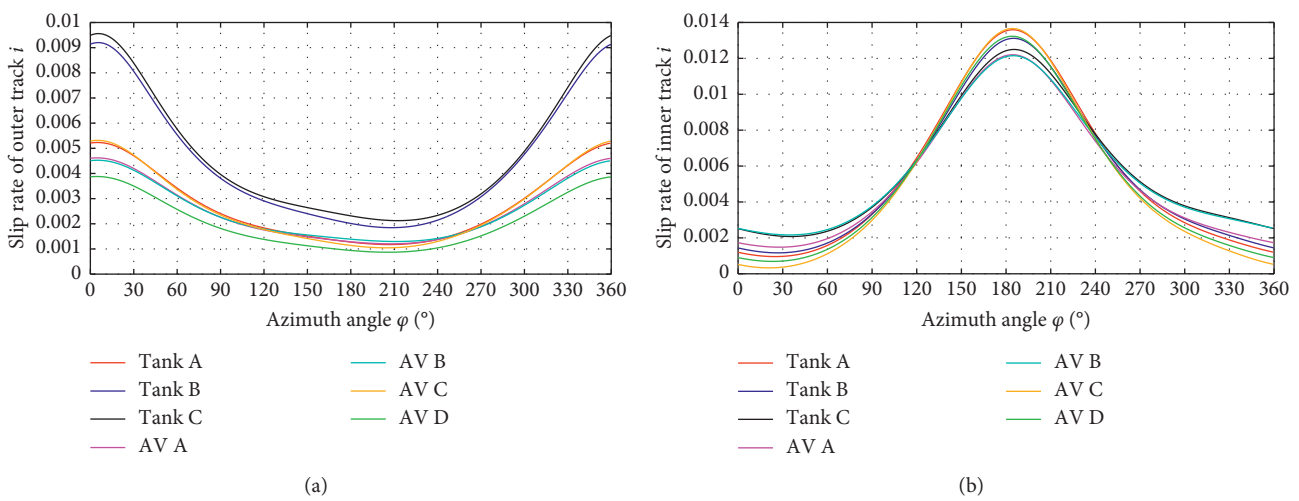 0.01
0.009
0.008
0.007
0.006
0.005
0.004
0.003
0.002
0.001
0
Slip rate of outer track i
0 30 60 90 120 150 180 210 240 270 300 330 360
Azimuth angle φ (°)
Tank A
Tank B
Tank C
AV A
AV B
AV C
AV D
(a)
0.014
0.012
0.01
0.008
0.006
0.004
0.002
0
Slip rate of inner track i
0 30 60 90 120 150 180 210 240 270 300 330 360
Azimuth angle φ (°)
Tank A
Tank B
Tank C
AV A
AV B
AV C
AV D
(b)